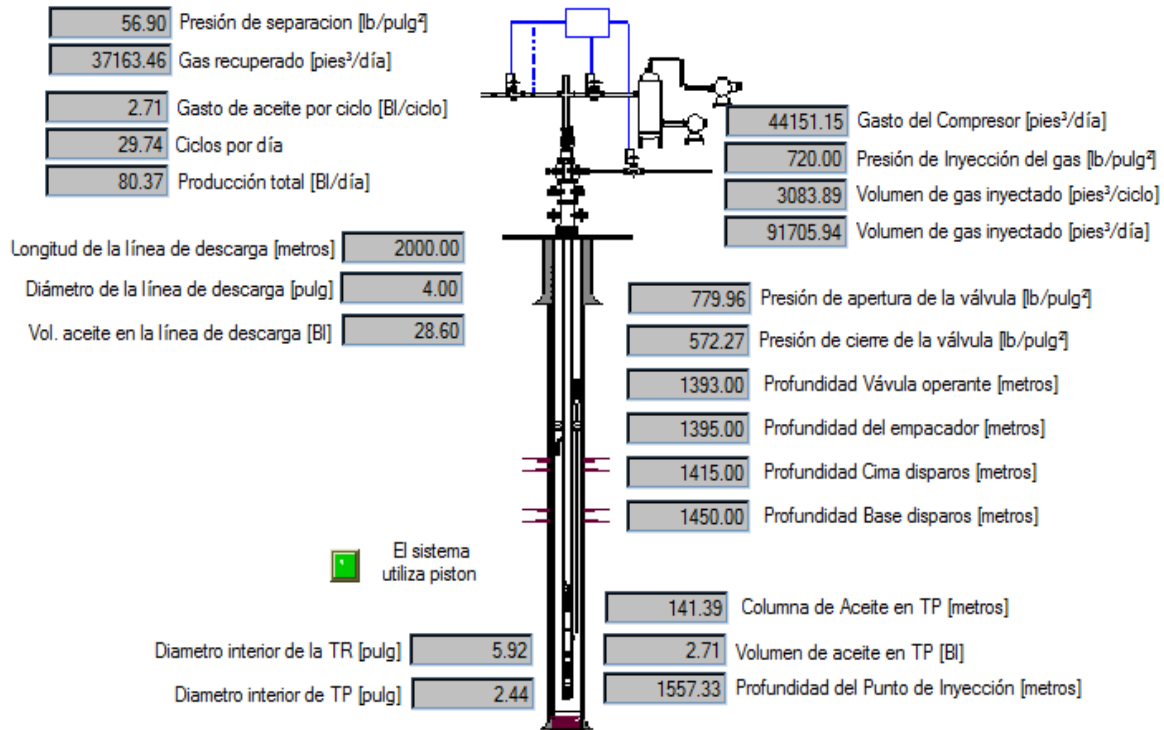 56.90 Presión de separacion [lb/pulg²]
37163.46 Gas recuperado [pies³/día]
2.71 Gasto de aceite por ciclo [Bl/ciclo]
29.74 Ciclos por día
80.37 Producción total [Bl/día]
44151.15 Gasto del Compresor [pies³/día]
720.00 Presión de Inyección del gas [lb/pulg²]
3083.89 Volumen de gas inyectado [pies³/ciclo]
91705.94 Volumen de gas inyectado [pies³/día]
Longitud de la línea de descarga [metros] 2000.00
Diámetro de la línea de descarga [pulg] 4.00
Vol. aceite en la línea de descarga [Bl] 28.60
779.96 Presión de apertura de la válvula [lb/pulg²]
572.27 Presión de cierre de la válvula [lb/pulg²]
1393.00 Profundidad Vávula operante [metros]
1395.00 Profundidad del empacador [metros]
1415.00 Profundidad Cima disparos [metros]
1450.00 Profundidad Base disparos [metros]
El sistema
utiliza piston
141.39 Columna de Aceite en TP [metros]
2.71 Volumen de aceite en TP [Bl]
1557.33 Profundidad del Punto de Inyección [metros]
Diametro interior de la TR [pulg] 5.92
Diametro interior de TP [pulg] 2.44